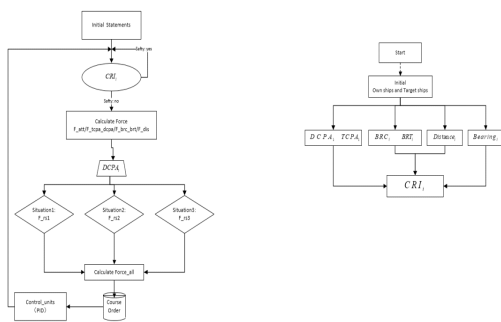 Initial Statements
Safty: yes
CRI_i
Safty: no
Calculate Force
F_att/F_tcpa_dcpa/F_brc_brt/F_dis
DCPA_i
Situation1:
F_rs1
Situation2:
F_rs2
Situation3:
F_rs3
Calculate Force_all
Control_units
(PID)
Course
Order
Start
Initial
Own ships and Target ships
DCPA_i TCPA_i
BRC_i BRT_i
Distance_i
Bearing_i
CRI_i